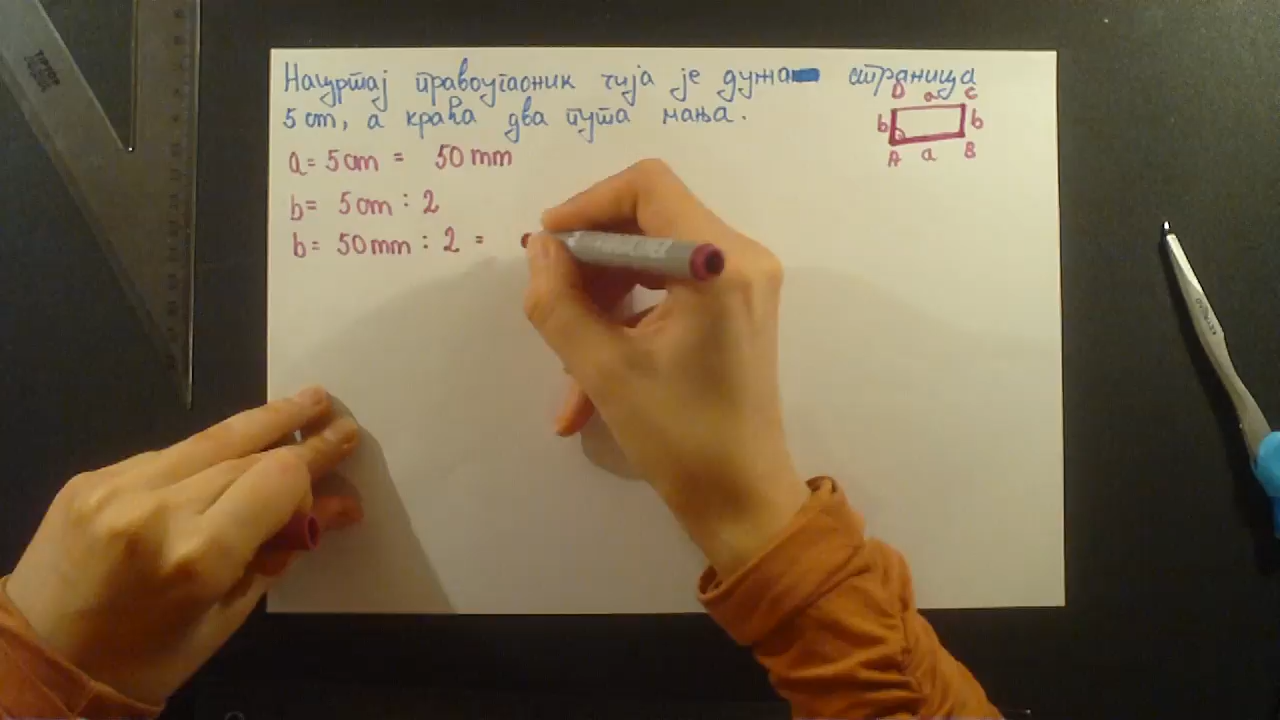 Нацртај правоугаоник чија је дужа страница
5 cm, а краћа два пута мања.
D a C
b b
A a B
a = 5 cm = 50 mm
b = 5 cm : 2
b = 50 mm : 2 =